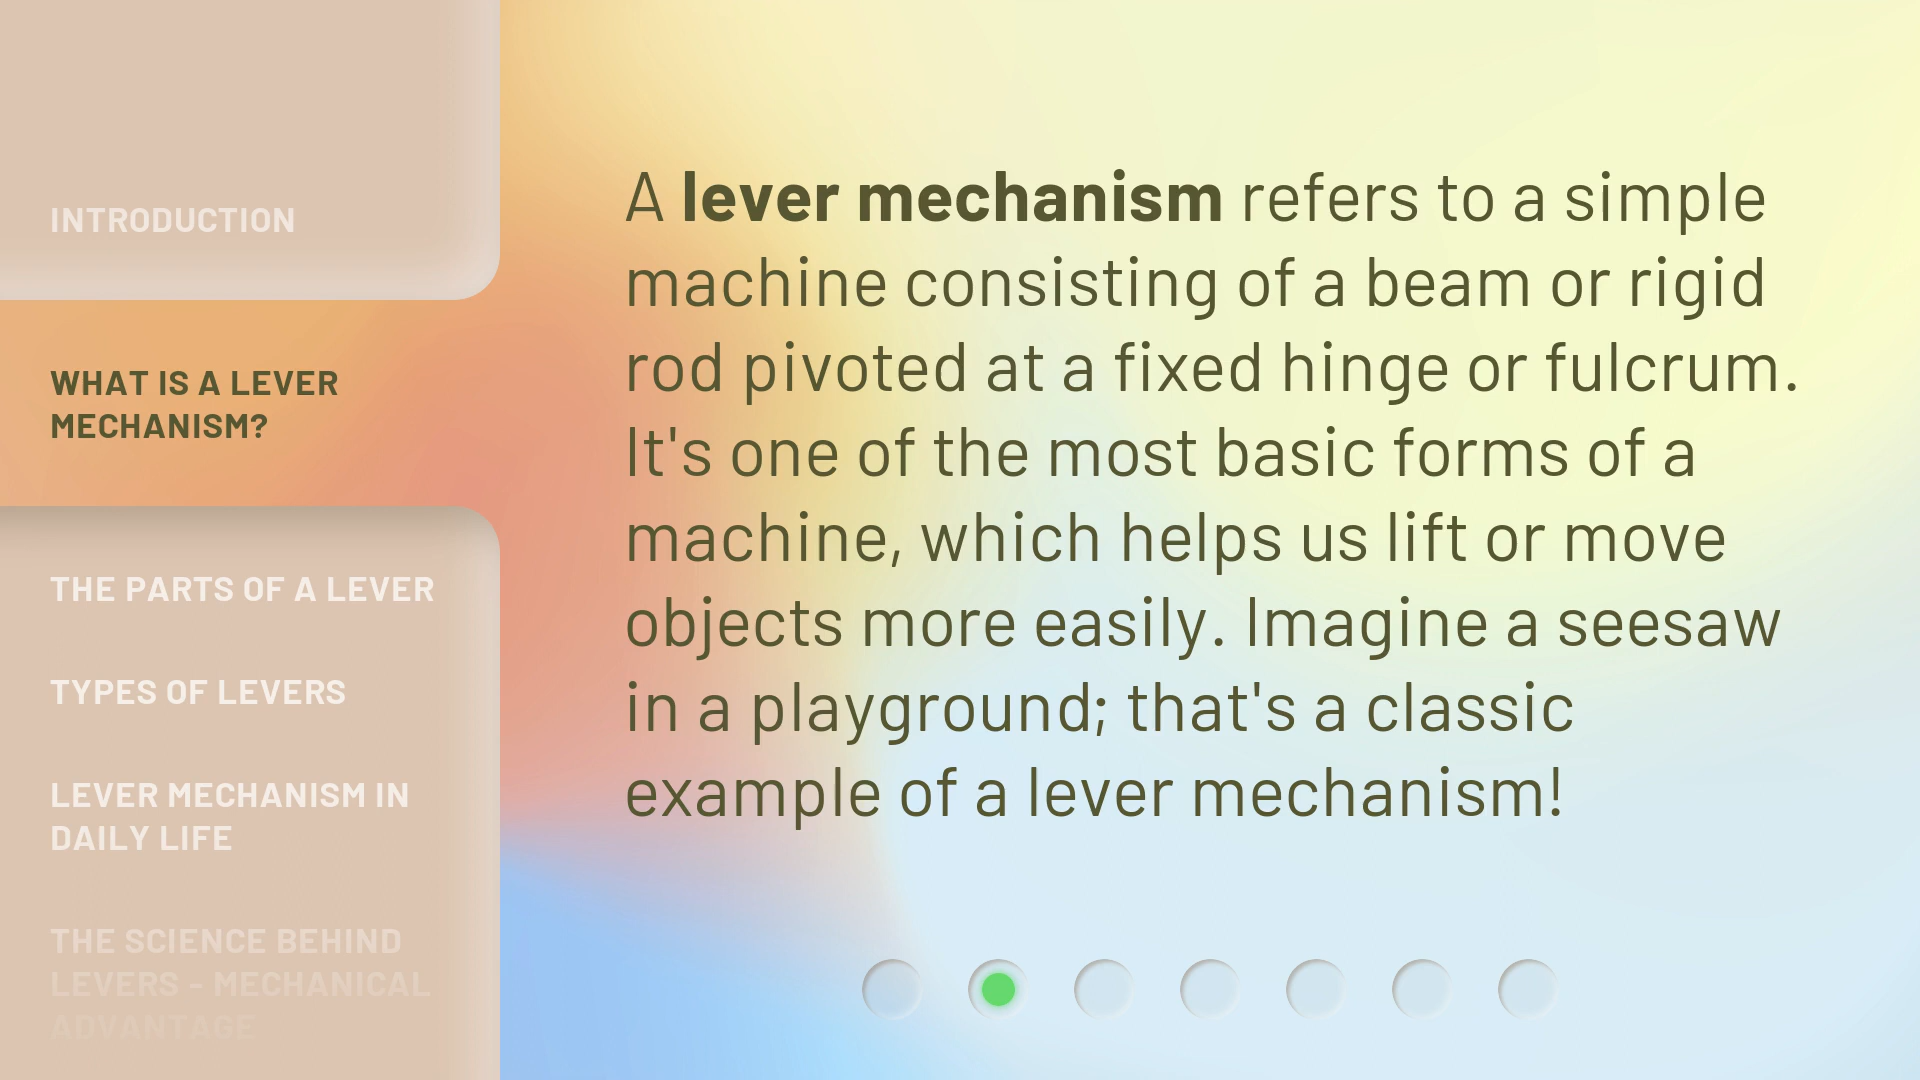 INTRODUCTION
WHAT IS A LEVER
MECHANISM?
THE PARTS OF A LEVER
TYPES OF LEVERS
LEVER MECHANISM IN
DAILY LIFE
THE SCIENCE BEHIND
LEVERS - MECHANICAL
ADVANTAGE
A lever mechanism refers to a simple
machine consisting of a beam or rigid
rod pivoted at a fixed hinge or fulcrum.
It's one of the most basic forms of a
machine, which helps us lift or move
objects more easily. Imagine a seesaw
in a playground; that's a classic
example of a lever mechanism!